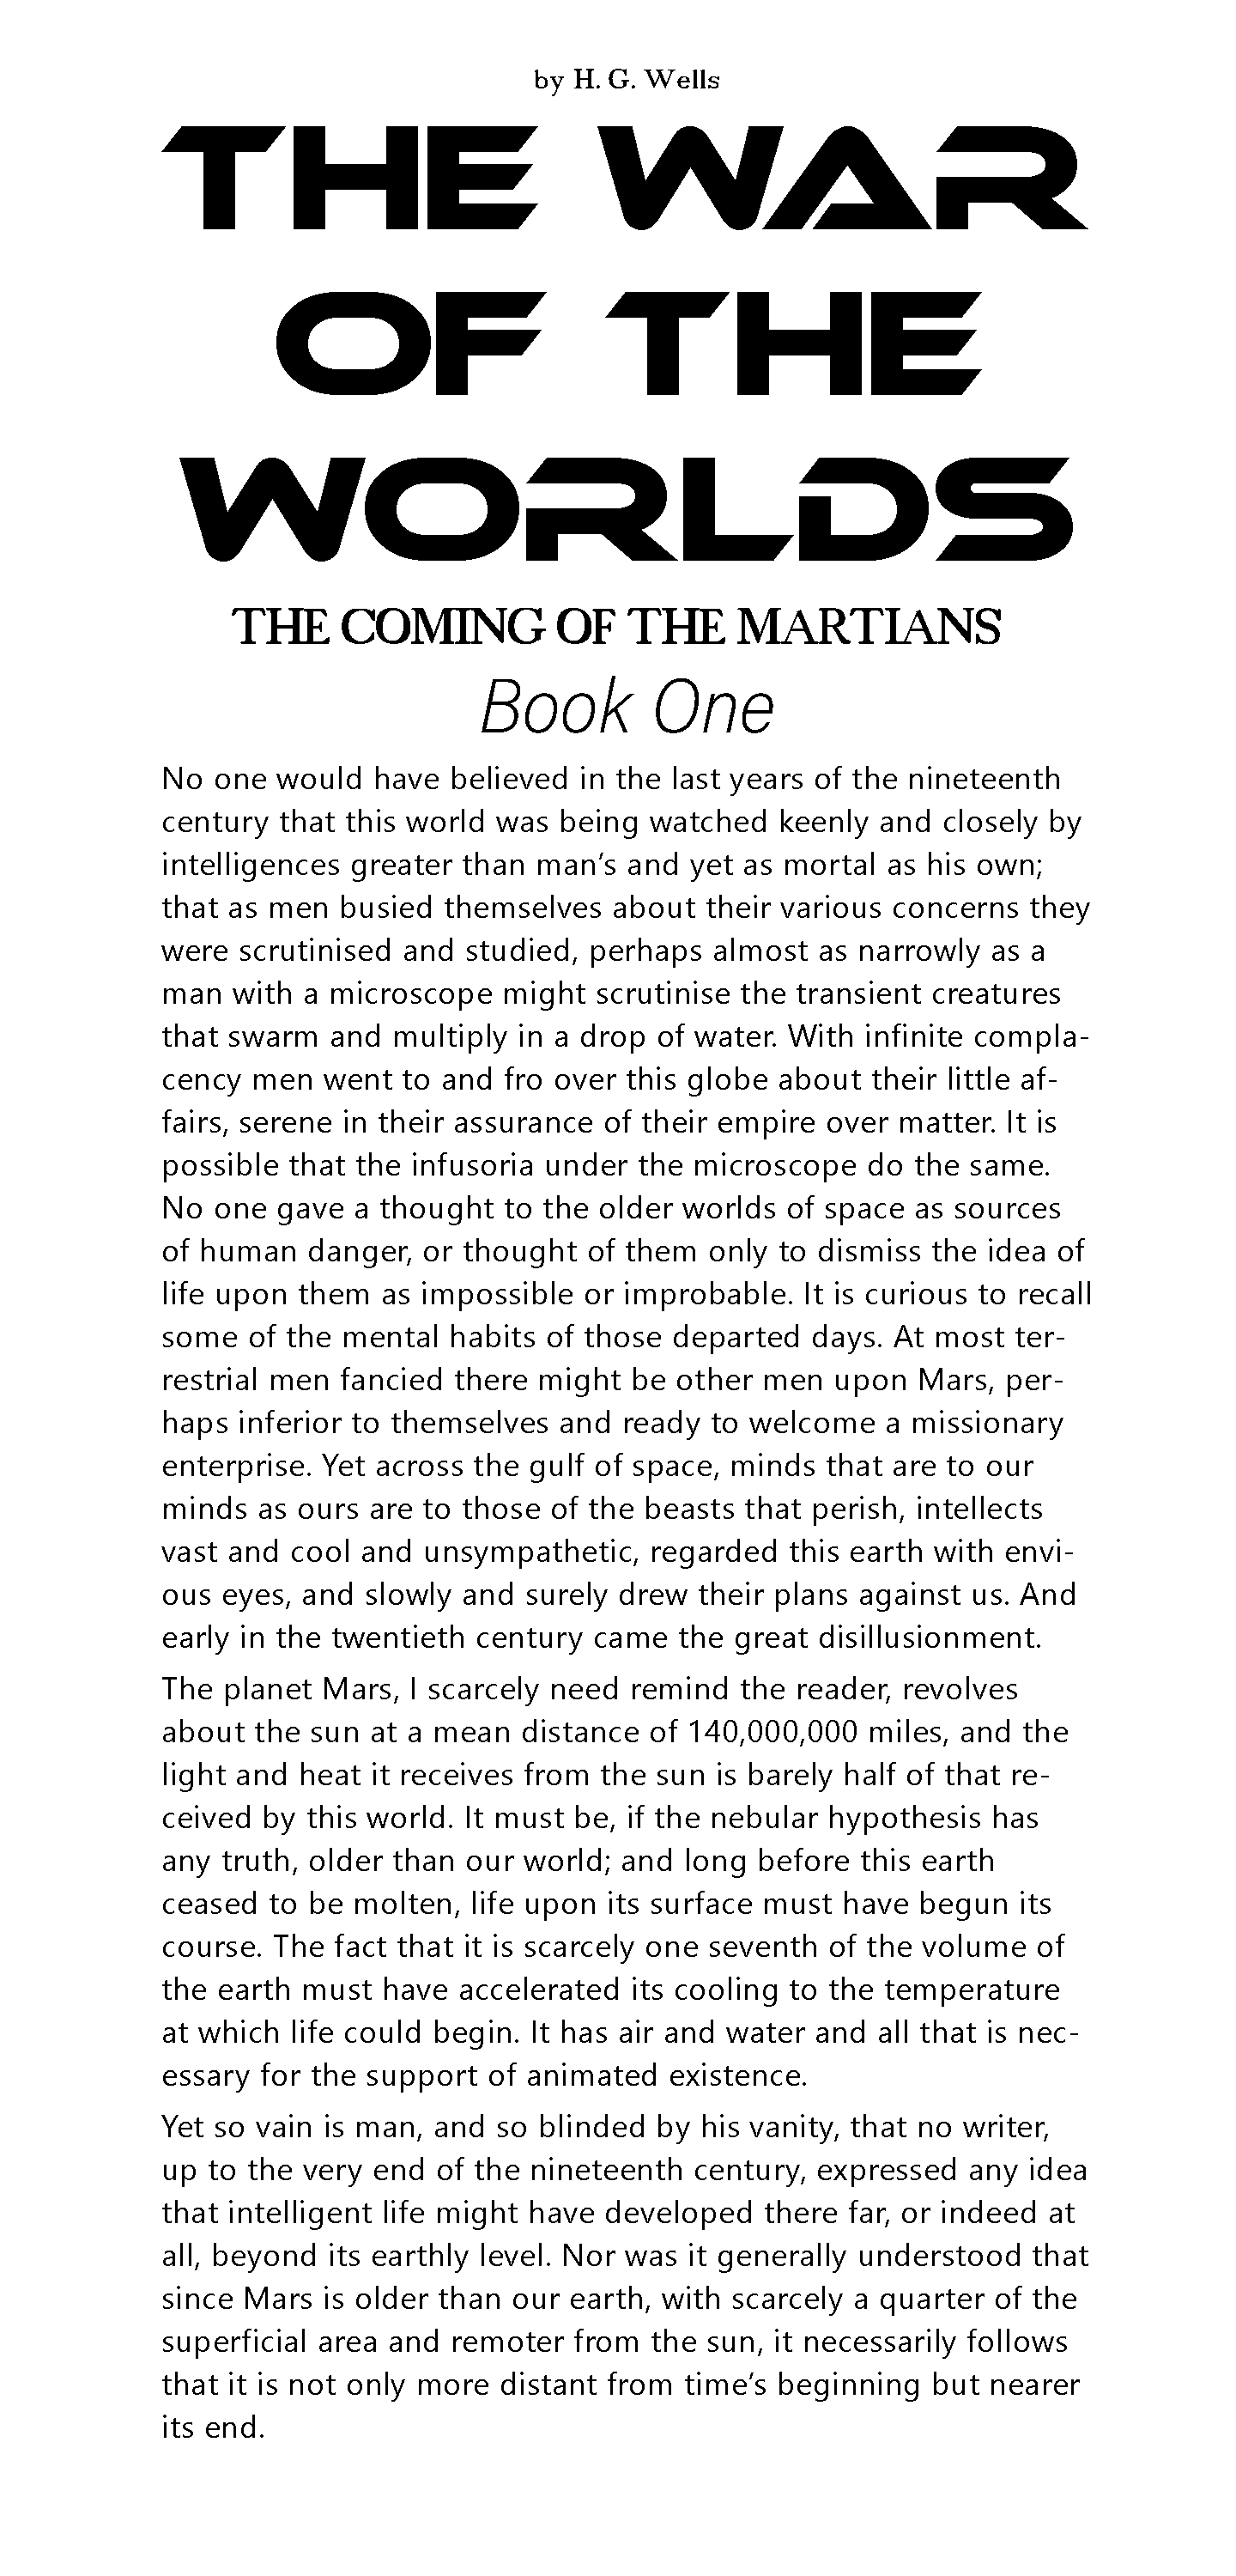 by H. G. Wells
THE WAR
OF THE
WORLDS
THE COMING OF THE MARTIANS
Book One
No one would have believed in the last years of the nineteenth
century that this world was being watched keenly and closely by
intelligences greater than man’s and yet as mortal as his own;
that as men busied themselves about their various concerns they
were scrutinised and studied, perhaps almost as narrowly as a
man with a microscope might scrutinise the transient creatures
that swarm and multiply in a drop of water. With infinite compla-
cency men went to and fro over this globe about their little af-
fairs, serene in their assurance of their empire over matter. It is
possible that the infusoria under the microscope do the same.
No one gave a thought to the older worlds of space as sources
of human danger, or thought of them only to dismiss the idea of
life upon them as impossible or improbable. It is curious to recall
some of the mental habits of those departed days. At most ter-
restrial men fancied there might be other men upon Mars, per-
haps inferior to themselves and ready to welcome a missionary
enterprise. Yet across the gulf of space, minds that are to our
minds as ours are to those of the beasts that perish, intellects
vast and cool and unsympathetic, regarded this earth with envi-
ous eyes, and slowly and surely drew their plans against us. And
early in the twentieth century came the great disillusionment.
The planet Mars, I scarcely need remind the reader, revolves
about the sun at a mean distance of 140,000,000 miles, and the
light and heat it receives from the sun is barely half of that re-
ceived by this world. It must be, if the nebular hypothesis has
any truth, older than our world; and long before this earth
ceased to be molten, life upon its surface must have begun its
course. The fact that it is scarcely one seventh of the volume of
the earth must have accelerated its cooling to the temperature
at which life could begin. It has air and water and all that is nec-
essary for the support of animated existence.
Yet so vain is man, and so blinded by his vanity, that no writer,
up to the very end of the nineteenth century, expressed any idea
that intelligent life might have developed there far, or indeed at
all, beyond its earthly level. Nor was it generally understood that
since Mars is older than our earth, with scarcely a quarter of the
superficial area and remoter from the sun, it necessarily follows
that it is not only more distant from time’s beginning but nearer
its end.